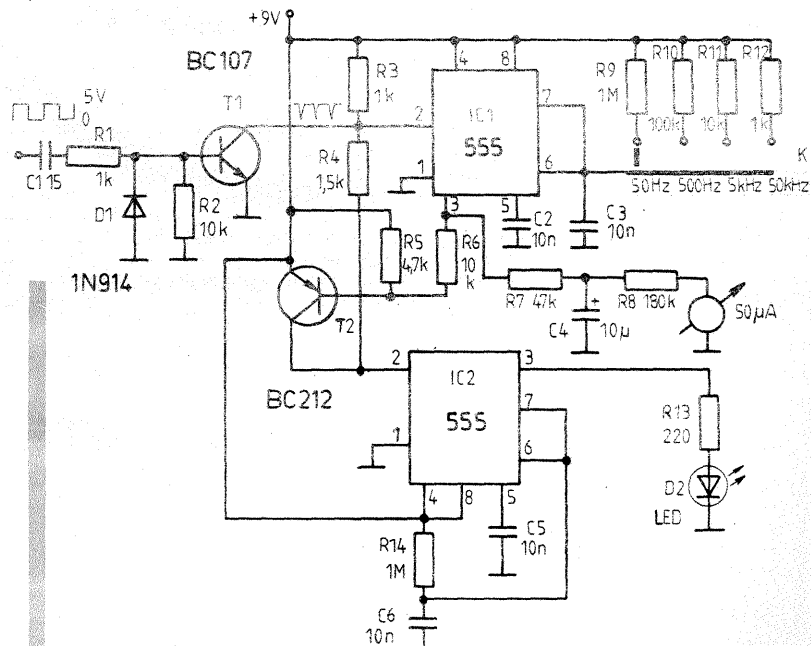 +9V
BC107
T1
5V
0
C1 15
R1
1k
D1
R2
10k
1N914
R3
1k
R4
1,5k
2
4
8
IC1
555
7
6
1
3
5
C2
10n
C3
10n
R9
1M
R10
100k
R11
10k
R12
1k
K
50Hz 500Hz 5kHz 50kHz
R5
4,7k
R6
10
k
R7 47k
C4
+
10μ
R8 180k
50μA
T2
BC212
2
IC2
555
3
7
6
1
4
8
5
C5
10n
R13
220
D2
LED
R14
1M
C6
10n